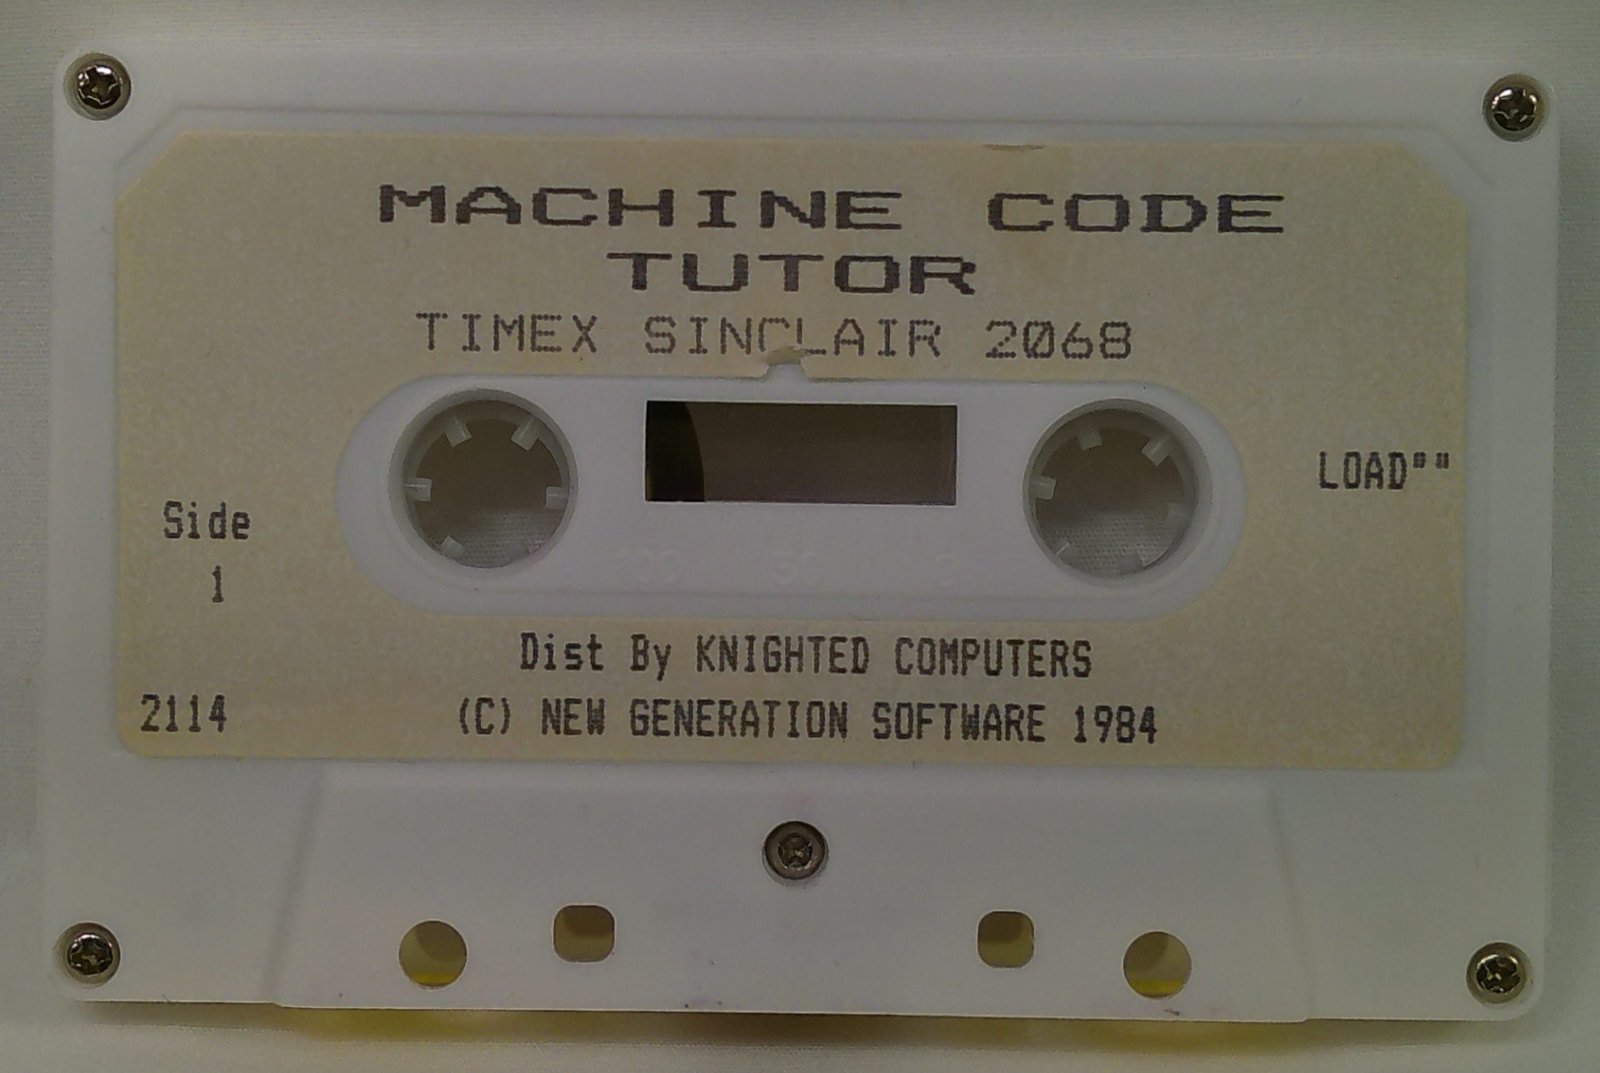 MACHINE CODE
TUTOR
TIMEX SINCLAIR 2068
LOAD""
Side
1
Dist By KNIGHTED COMPUTERS
2114
(C) NEW GENERATION SOFTWARE 1984